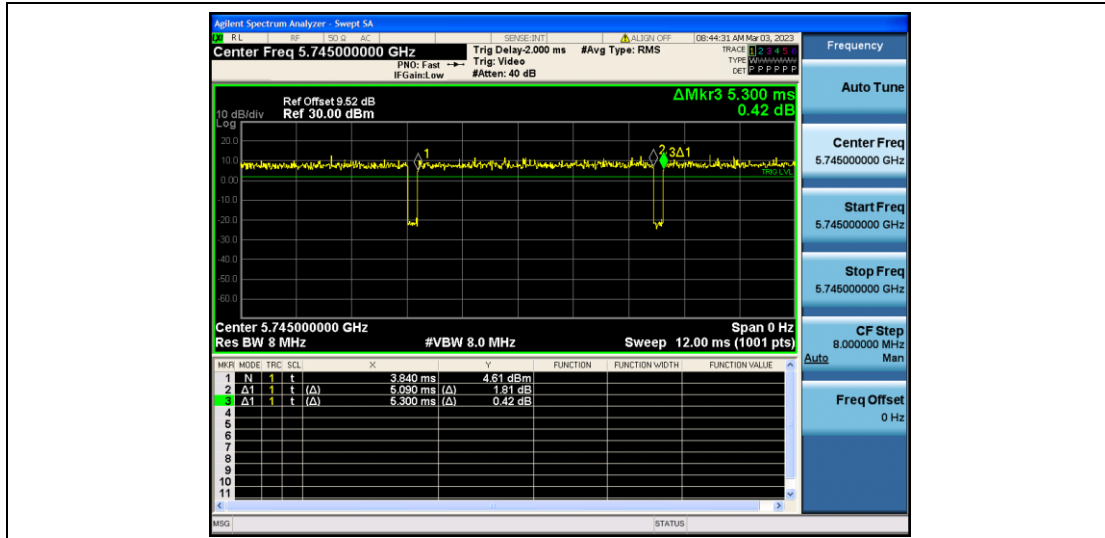 Agilent Spectrum Analyzer - Swept SA
RL RF 50 Ω AC SENSE:INT ALIGN OFF 08:44:31 AM Mar 03, 2023
Center Freq 5.745000000 GHz
PNO: Fast
IFGain:Low
Trig Delay-2.000 ms
Trig: Video
#Atten: 40 dB
#Avg Type: RMS
TRACE 1 2 3 4 5 6
TYPE
DET P P P P P P
ΔMkr3 5.300 ms
0.42 dB
Ref Offset 9.52 dB
10 dB/div Ref 30.00 dBm
Log
20.0
10.0
0.00
-10.0
-20.0
-30.0
-40.0
-50.0
-60.0
1
2 3Δ1
TRIG LVL
Center 5.745000000 GHz Span 0 Hz
Res BW 8 MHz #VBW 8.0 MHz Sweep 12.00 ms (1001 pts)
MKR MODE TRC SCL X Y FUNCTION FUNCTION WIDTH FUNCTION VALUE
1 N 1 t 3.840 ms 4.61 dBm
2 Δ1 1 t (Δ) 5.090 ms (Δ) 1.81 dB
3 Δ1 1 t (Δ) 5.300 ms (Δ) 0.42 dB
4
5
6
7
8
9
10
11
MSG STATUS
Frequency
Auto Tune
Center Freq
5.745000000 GHz
Start Freq
5.745000000 GHz
Stop Freq
5.745000000 GHz
CF Step
8.000000 MHz
Auto Man
Freq Offset
0 Hz